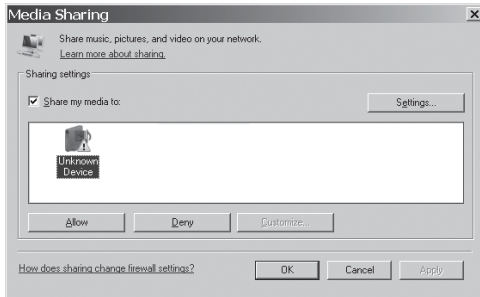 Media Sharing
Share music, pictures, and video on your network.
Learn more about sharing.
Sharing settings
Share my media to:
Settings...
Unknown
Device
Allow
Deny
Customize...
How does sharing change firewall settings?
OK
Cancel
Apply